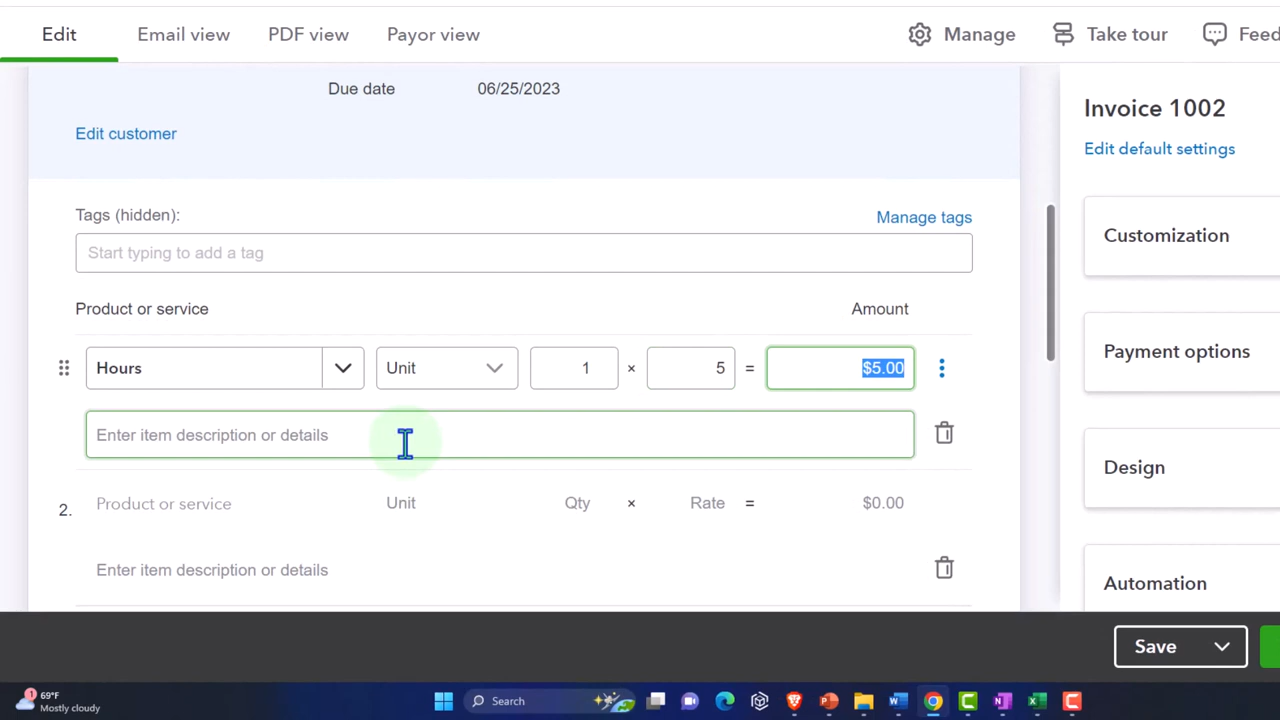 Edit Email view PDF view Payor view Manage Take tour Feed
Due date 06/25/2023
Invoice 1002
Edit customer
Edit default settings
Tags (hidden): Manage tags
Start typing to add a tag
Customization
Product or service Amount
Payment options
Hours Unit 1 × 5 = $5.00
Enter item description or details
Design
2. Product or service Unit Qty × Rate = $0.00
Enter item description or details
Automation
Save
1 69°F
Mostly cloudy
Search